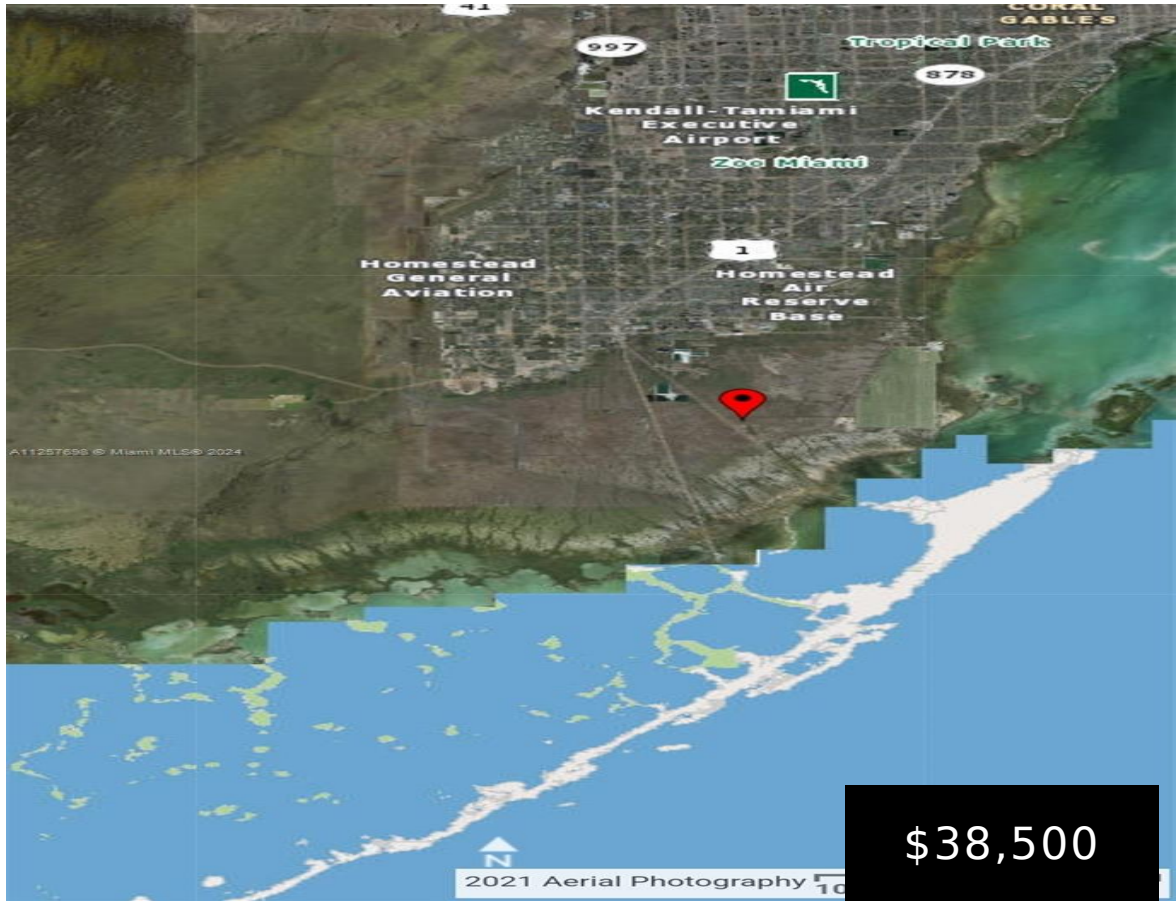 41
CORAL
GABLES
997
Tropical Park
878
Kendall-Tamiami
Executive
Airport
Zoo Miami
1
Homestead
General
Aviation
Homestead
Air
Reserve
Base
A11257698 © Miami MLS® 2024
N
2021 Aerial Photography
10
$38,500